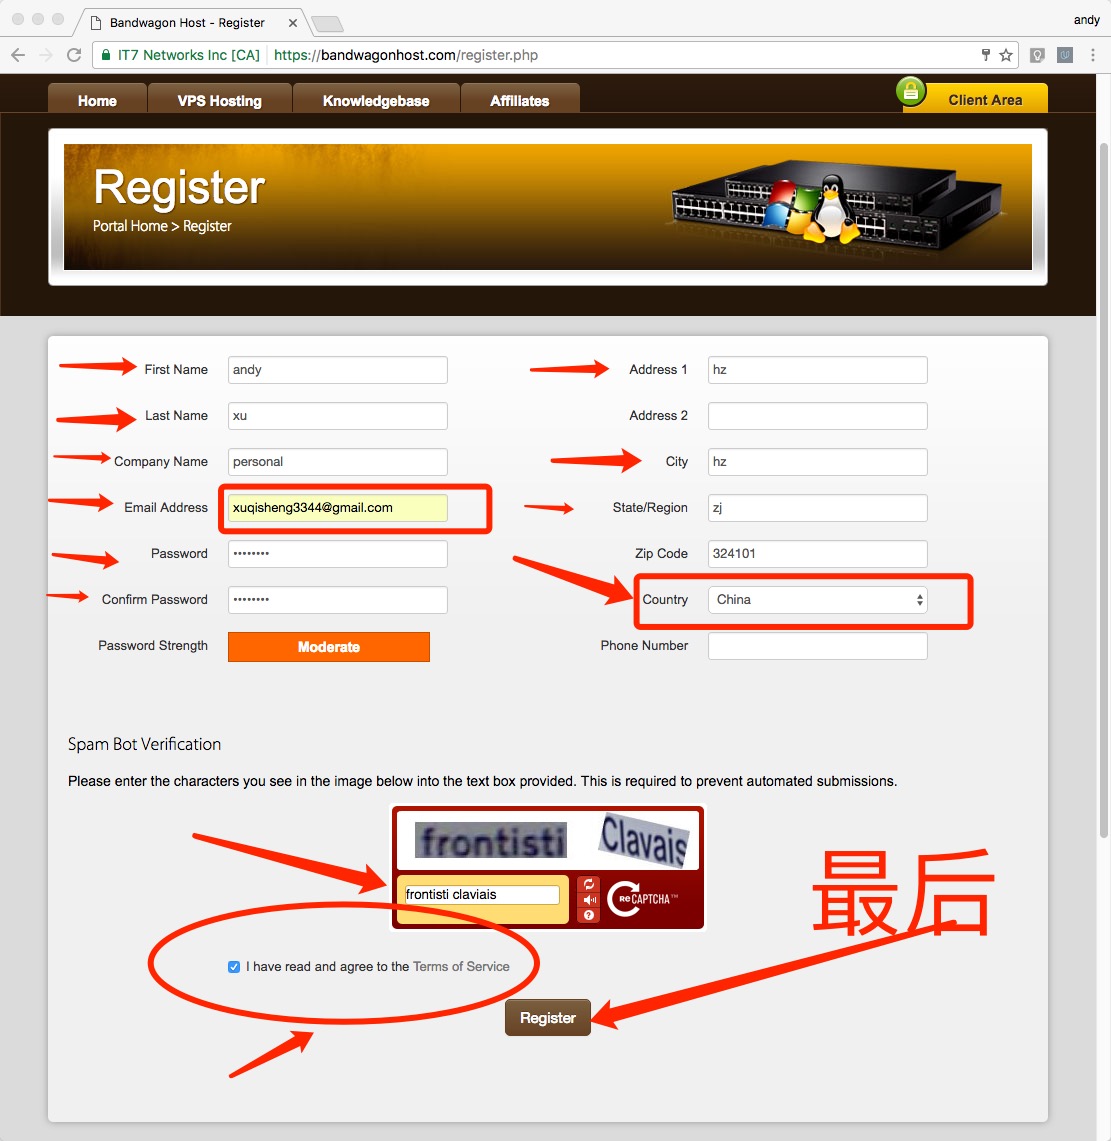 Bandwagon Host - Register
andy
IT7 Networks Inc [CA] https://bandwagonhost.com/register.php
Home
VPS Hosting
Knowledgebase
Affiliates
Client Area
Register
Portal Home > Register
First Name andy
Last Name xu
Company Name personal
Email Address xuqisheng3344@gmail.com
Password ••••••••
Confirm Password ••••••••
Password Strength Moderate
Address 1 hz
Address 2
City hz
State/Region zj
Zip Code 324101
Country China
Phone Number
Spam Bot Verification
Please enter the characters you see in the image below into the text box provided. This is required to prevent automated submissions.
frontisti Clavais
frontisti claviais
reCAPTCHA™
最后
I have read and agree to the Terms of Service
Register